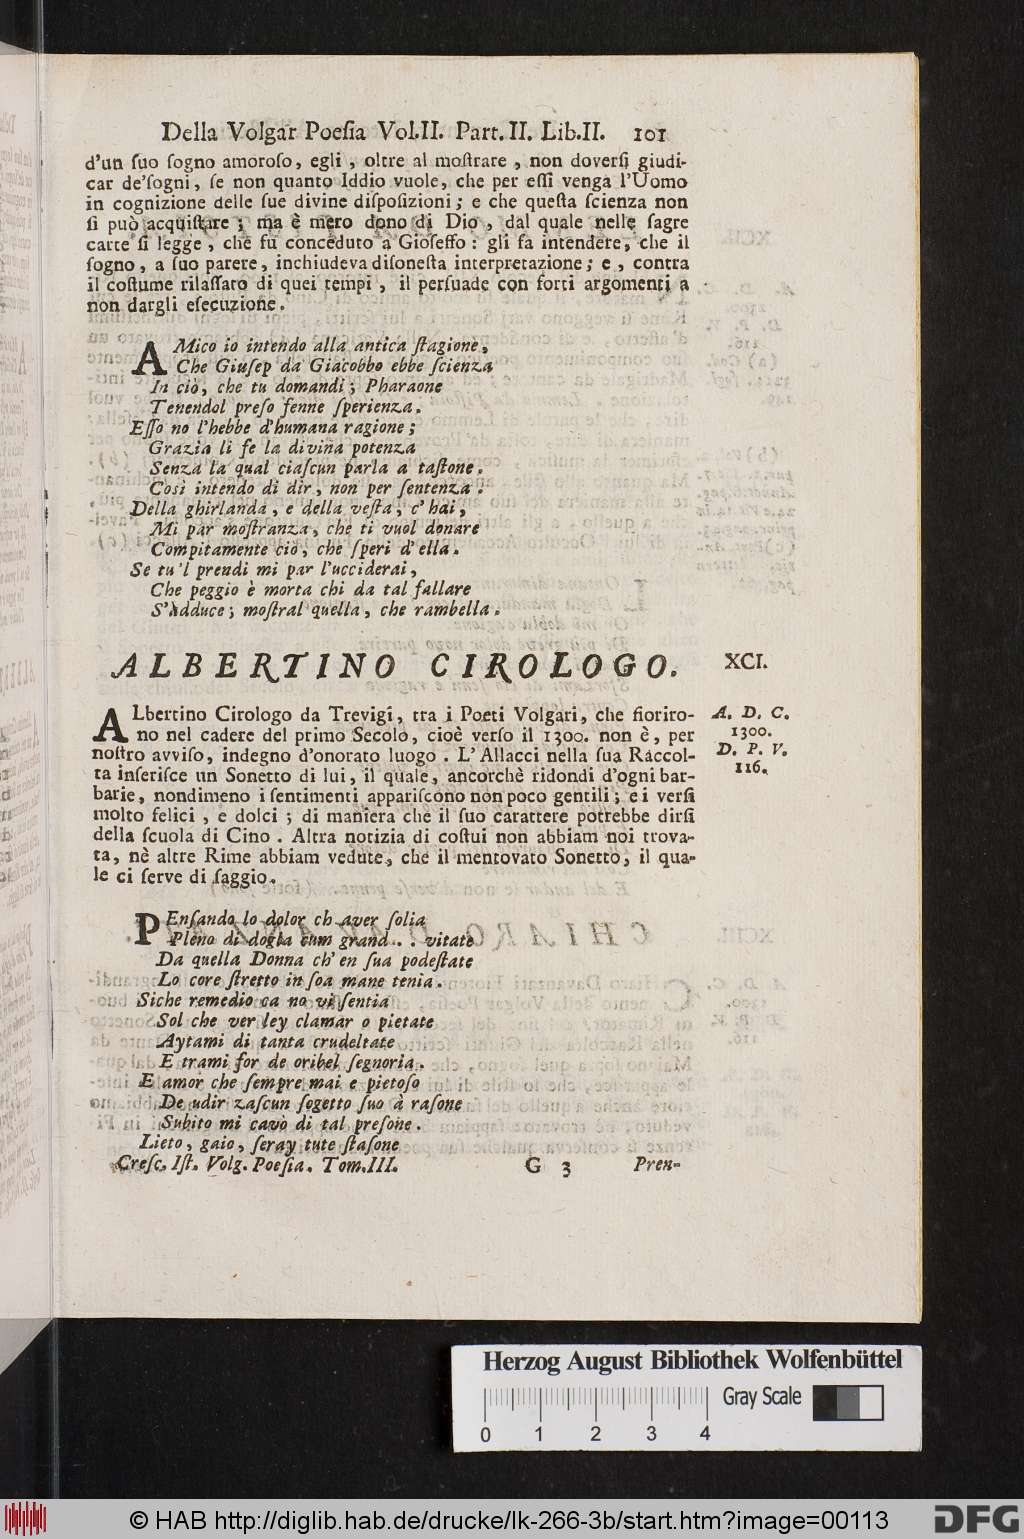 Della Volgar Poeſia Vol.II. Part. II. Lib.II. 101
d'un ſuo ſogno amoroſo, egli, oltre al moſtrare, non doverſi giudi-
car de'ſogni, ſe non quanto Iddio vuole, che per eſſi venga l'Uomo
in cognizione delle ſue divine diſpoſizioni; e che queſta ſcienza non
ſi può acquiſtare; ma è mero dono di Dio, dal quale nelle ſagre
carte ſi legge, che fu conceduto a Gioſeffo: gli fa intendere, che il
ſogno, a ſuo parere, inchiudeva diſoneſta interpretazione; e, contra
il coſtume rilaſſato di quei tempi, il perſuade con forti argomenti a
non dargli eſecuzione.
AMico io intendo alla antica ſtagione,
Che Giuſep da Giacobbo ebbe ſcienza
In ciò, che tu domandi; Pharaone
Tenendol preſo fenne ſperienza.
Eſſo no l'hebbe d'humana ragione;
Grazia li fe la divina potenza
Senza la qual ciaſcun parla a taſtone.
Così intendo di dir, non per ſentenza.
Della ghirlanda, e della veſta, c' hai,
Mi par moſtranza, che ti vuol donare
Compitamente ciò, che ſperi d' ella.
Se tu 'l prendi mi par l'ucciderai,
Che peggio è morta chi da tal fallare
S'adduce; moſtral quella, che rambella.
ALBERTINO CIROLOGO. XCI.
ALbertino Cirologo da Trevigi, tra i Poeti Volgari, che fioriro-
no nel cadere del primo Secolo, cioè verſo il 1300. non è, per
noſtro avviſo, indegno d'onorato luogo. L'Allacci nella ſua Raccol-
ta inſeriſce un Sonetto di lui, il quale, ancorchè ridondi d'ogni bar-
barie, nondimeno i ſentimenti appariſcono non poco gentili; e i verſi
molto felici, e dolci; di maniera che il ſuo carattere potrebbe dirſi
della ſcuola di Cino. Altra notizia di coſtui non abbiam noi trova-
ta, nè altre Rime abbiam vedute, che il mentovato Sonetto, il qua-
le ci ſerve di ſaggio.
A. D. C.
1300.
D. P. V.
116.
PEnſando lo dolor ch aver ſolia
Pleno di dogla cum grand. . . vitate
Da quella Donna ch' en ſua podeſtate
Lo core ſtretto in ſoa mane tenia.
Siche remedio ca no vi ſentia
Sol che ver ley clamar o pietate
Aytami di tanta crudeltate
E trami for de oribel ſegnoria.
E amor che ſempre mai e pietoſo
De udir zaſcun ſogetto ſuo à raſone
Subito mi cavò di tal preſone.
Lieto, gaio, ſeray tute ſtaſone
Creſc. Iſt. Volg. Poeſia. Tom.III. G 3 Pren-
Herzog August Bibliothek Wolfenbüttel
Gray Scale
0 1 2 3 4
© HAB http://diglib.hab.de/drucke/lk-266-3b/start.htm?image=00113
DFG